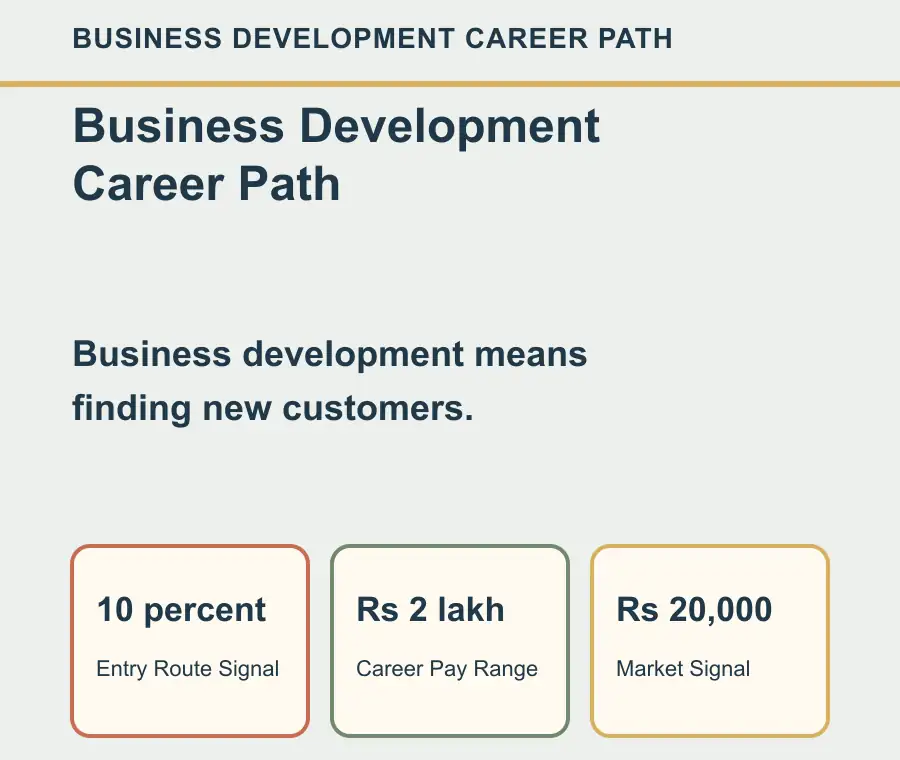 BUSINESS DEVELOPMENT CAREER PATH
Business Development
Career Path
Business development means
finding new customers.
10 percent
Entry Route Signal
Rs 2 lakh
Career Pay Range
Rs 20,000
Market Signal